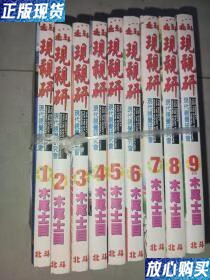 正版现货
現視研 1 木尾士目 北斗
現視研 2 木尾士目 北斗
現視研 3 木尾士目 北斗
現視研 4 木尾士目 北斗
現視研 5 木尾士目 北斗
現視研 6 木尾士目 北斗
現視研 7 木尾士目 北斗
現視研 8 木尾士目 北斗
現視研 9 木尾士目 北斗
放心购买